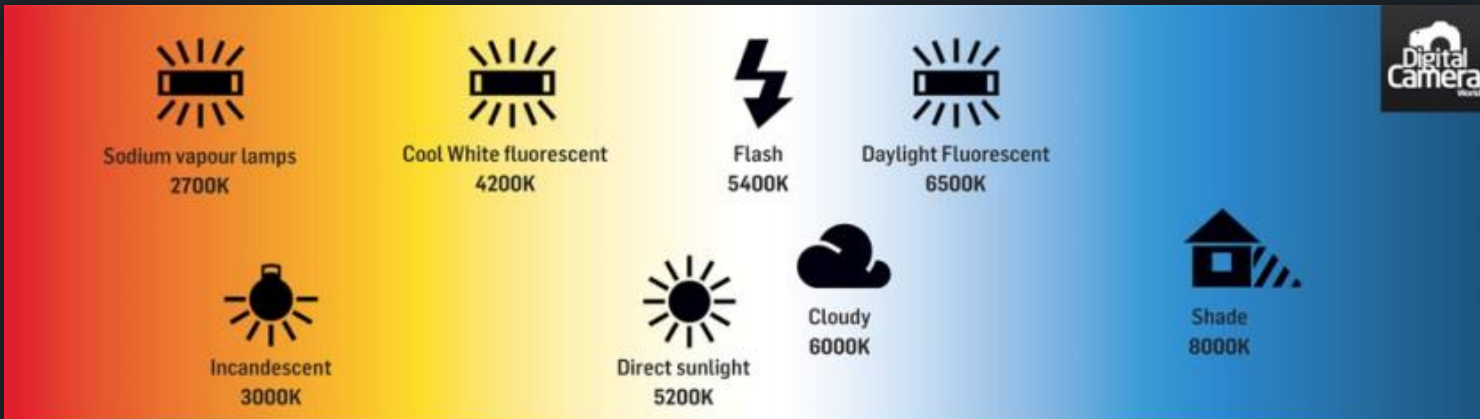 Digital
Camera
World
Sodium vapour lamps
2700K
Cool White fluorescent
4200K
Flash
5400K
Daylight Fluorescent
6500K
Incandescent
3000K
Direct sunlight
5200K
Cloudy
6000K
Shade
8000K